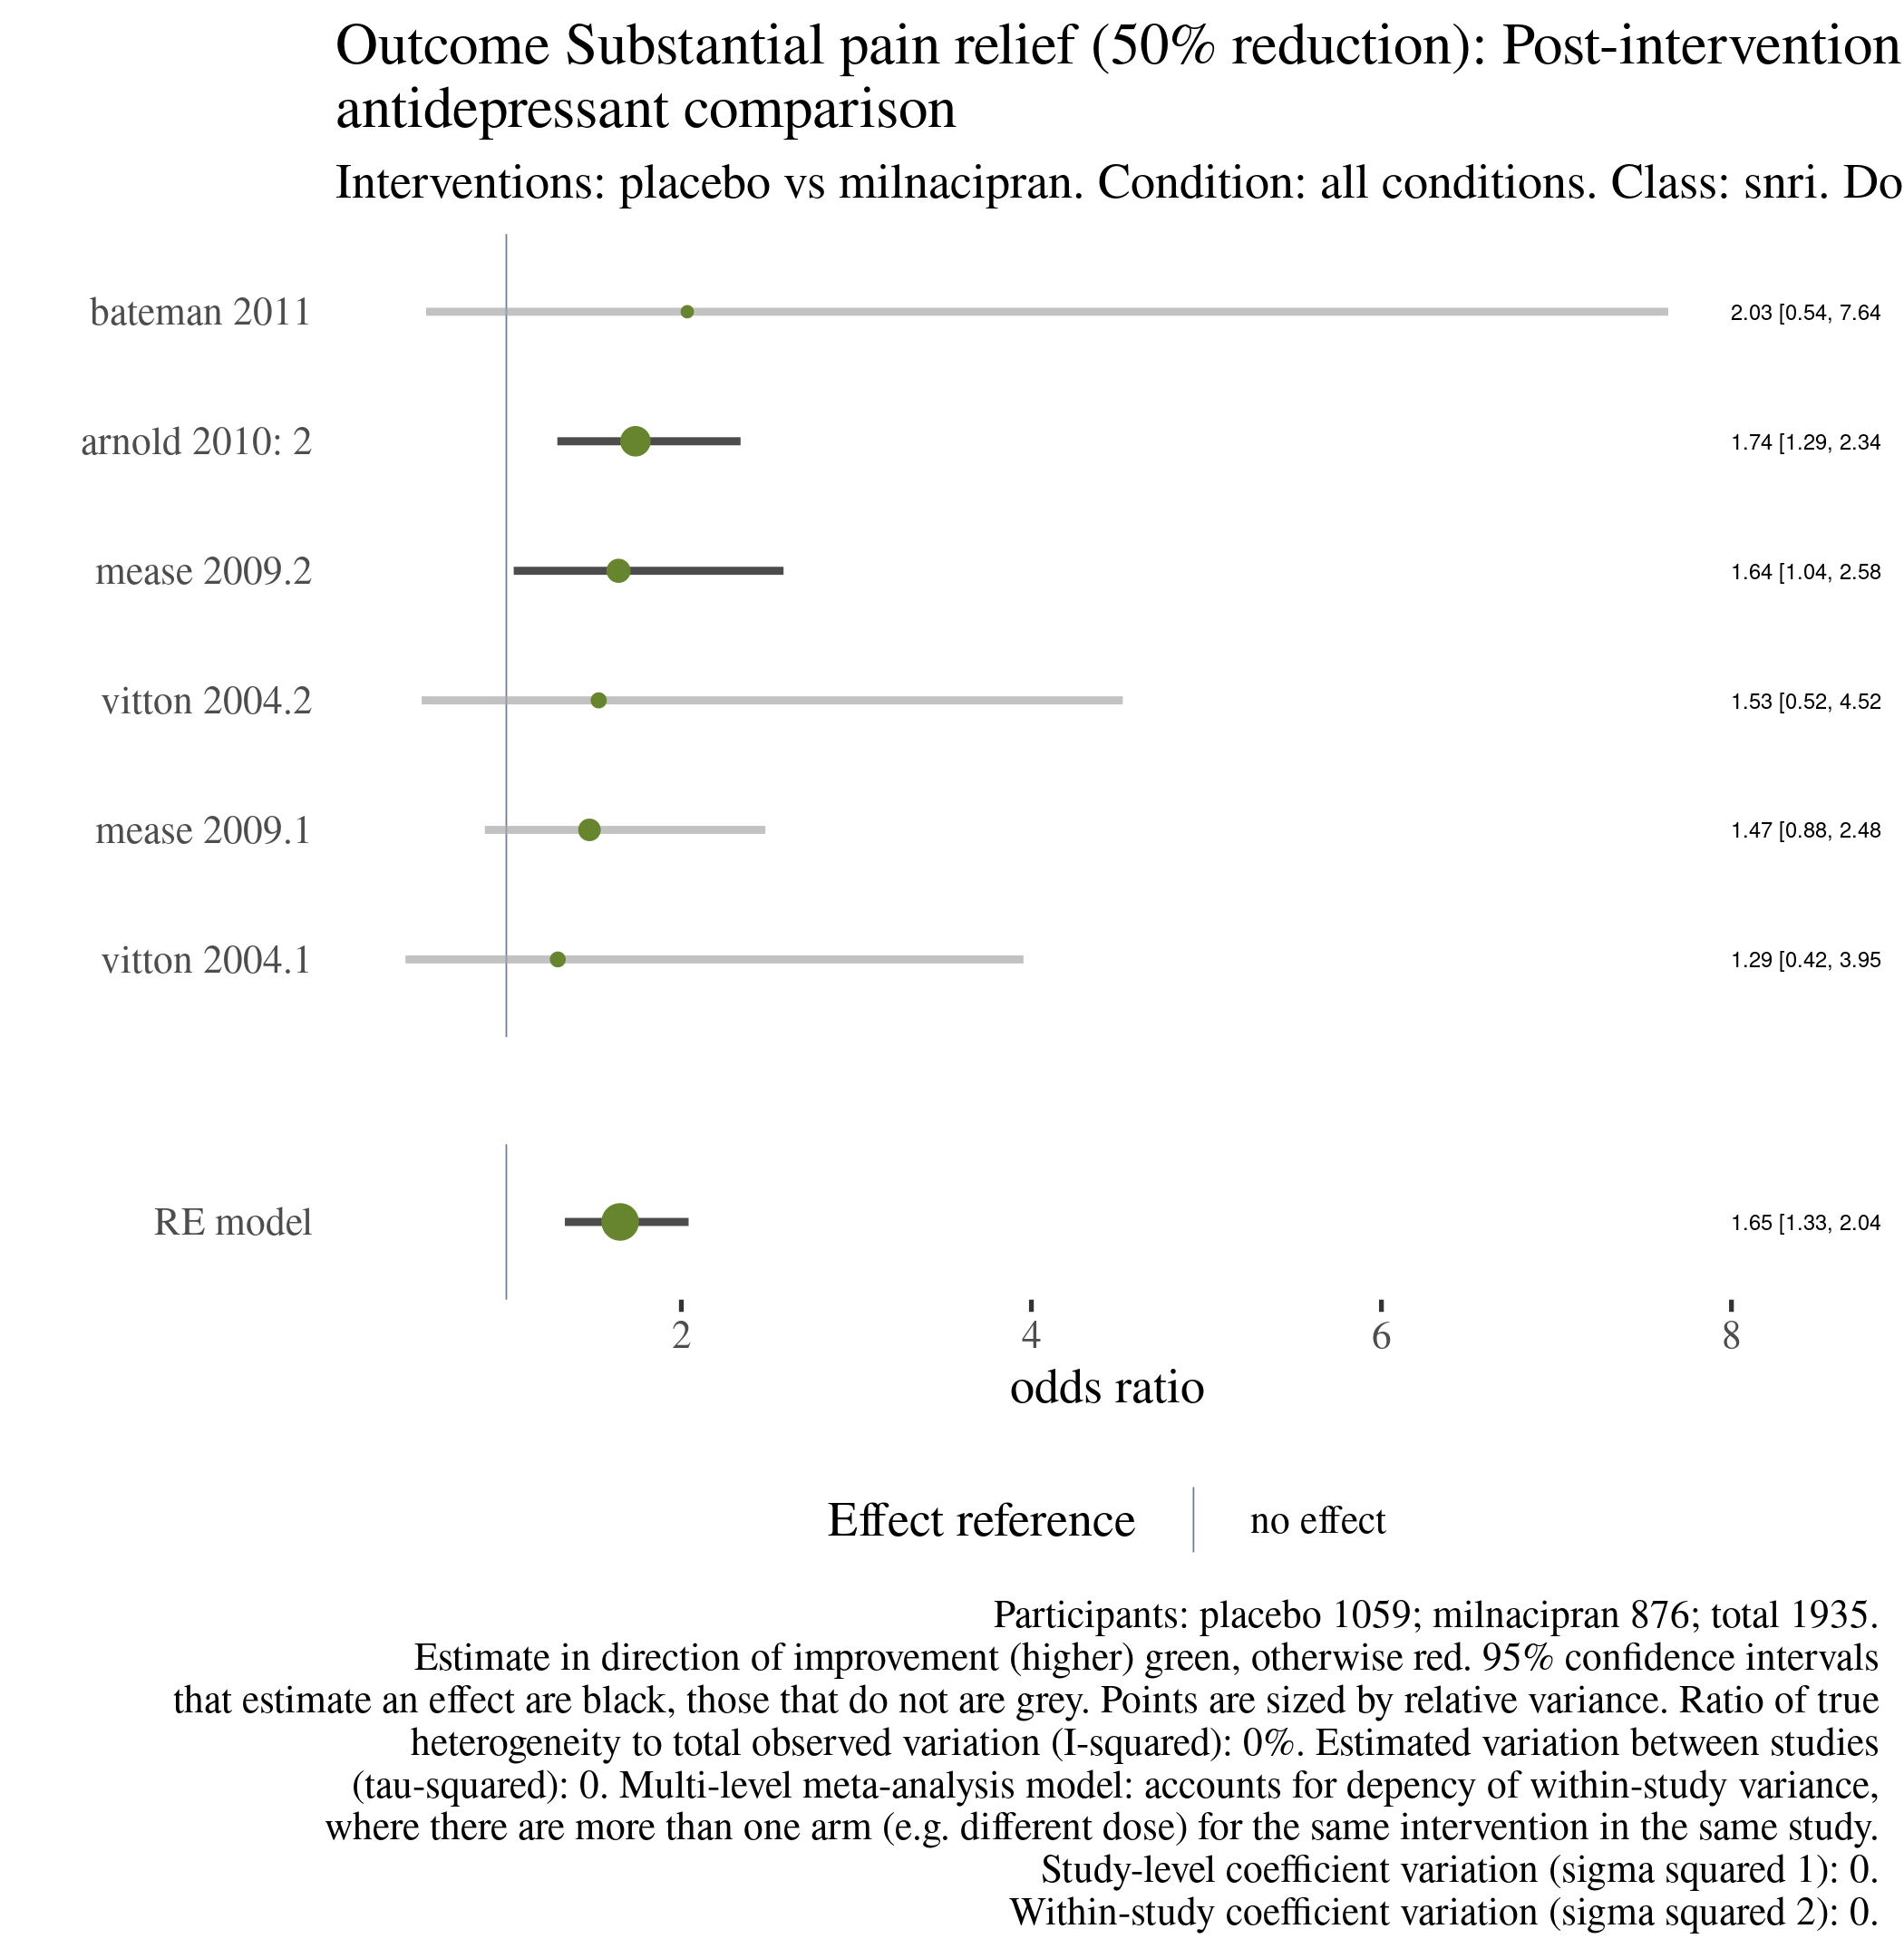 Outcome Substantial pain relief (50% reduction): Post-intervention
antidepressant comparison
Interventions: placebo vs milnacipran. Condition: all conditions. Class: snri. Do
bateman 2011 2.03 [0.54, 7.64
arnold 2010: 2 1.74 [1.29, 2.34
mease 2009.2 1.64 [1.04, 2.58
vitton 2004.2 1.53 [0.52, 4.52
mease 2009.1 1.47 [0.88, 2.48
vitton 2004.1 1.29 [0.42, 3.95
RE model 1.65 [1.33, 2.04
2 4 6 8
odds ratio
Effect reference no effect
Participants: placebo 1059; milnacipran 876; total 1935.
Estimate in direction of improvement (higher) green, otherwise red. 95% confidence intervals
that estimate an effect are black, those that do not are grey. Points are sized by relative variance. Ratio of true
heterogeneity to total observed variation (I-squared): 0%. Estimated variation between studies
(tau-squared): 0. Multi-level meta-analysis model: accounts for depency of within-study variance,
where there are more than one arm (e.g. different dose) for the same intervention in the same study.
Study-level coefficient variation (sigma squared 1): 0.
Within-study coefficient variation (sigma squared 2): 0.